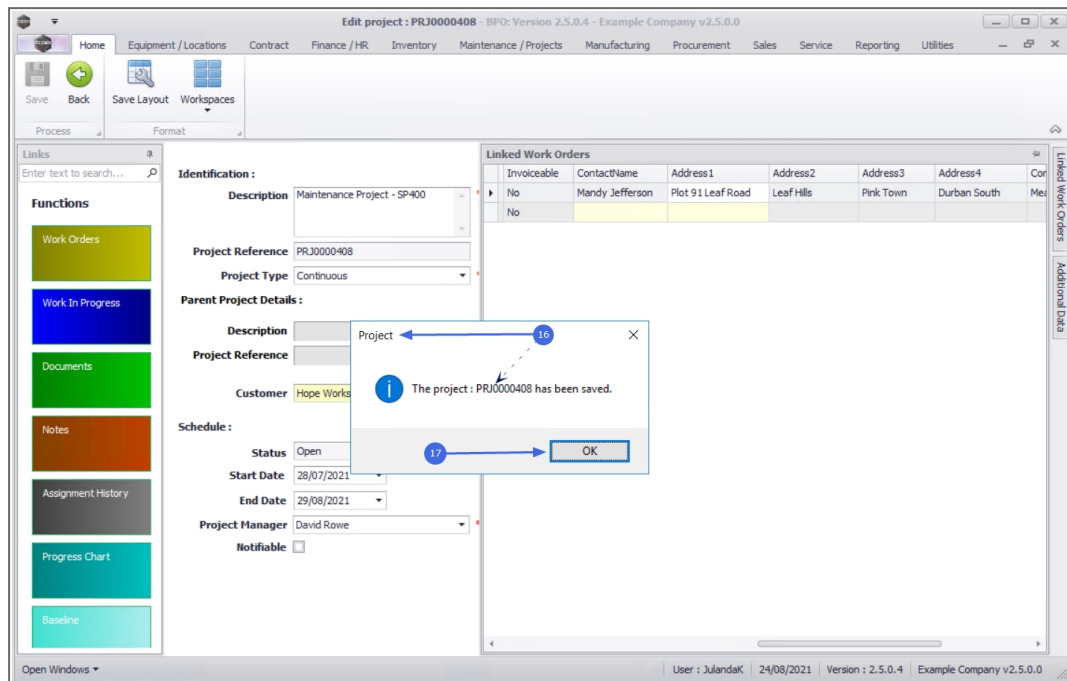 Edit project : PRJ0000408 - BPO: Version 2.5.0.4 - Example Company v2.5.0.0
Home Equipment / Locations Contract Finance / HR Inventory Maintenance / Projects Manufacturing Procurement Sales Service Reporting Utilities
Save Back Save Layout Workspaces
Process Format
Links
Enter text to search...
Functions
Work Orders
Work In Progress
Documents
Notes
Assignment History
Progress Chart
Baseline
Identification :
Description Maintenance Project - SP400 *
Project Reference PRJ0000408
Project Type Continuous *
Parent Project Details :
Description
Project Reference
Customer Hope Works
Schedule :
Status Open
Start Date 28/07/2021
End Date 29/08/2021
Project Manager David Rowe *
Notifiable
Linked Work Orders
Invoiceable ContactName Address1 Address2 Address3 Address4 Cor
No Mandy Jefferson Plot 91 Leaf Road Leaf Hills Pink Town Durban South Mea
No
Linked Work Orders
Additional Data
Project 16
The project : PRJ0000408 has been saved.
17 OK
Open Windows User : JulandaK 24/08/2021 Version : 2.5.0.4 Example Company v2.5.0.0